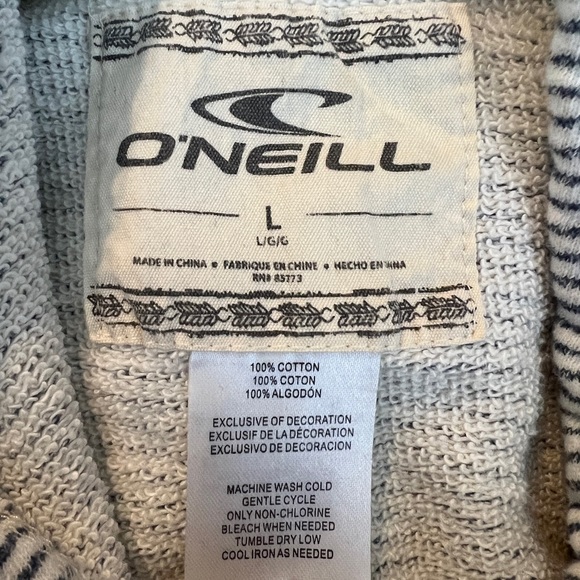 O'NEILL
L
L/G/G
MADE IN CHINA • FABRIQUE EN CHINE • HECHO EN
RN# 85773
100% COTTON
100% COTON
100% ALGODÓN
EXCLUSIVE OF DECORATION
EXCLUSIF DE LA DÉCORATION
EXCLUSIVO DE DECORACION
MACHINE WASH COLD
GENTLE CYCLE
ONLY NON-CHLORINE
BLEACH WHEN NEEDED
TUMBLE DRY LOW
COOL IRON AS NEEDED